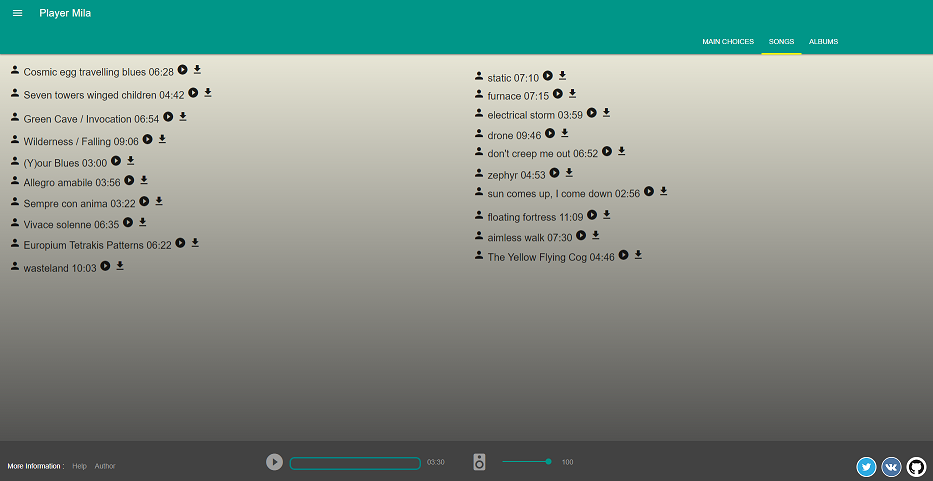 Player Mila
MAIN CHOICES SONGS ALBUMS
Cosmic egg travelling blues 06:28
Seven towers winged children 04:42
Green Cave / Invocation 06:54
Wilderness / Falling 09:06
(Y)our Blues 03:00
Allegro amabile 03:56
Sempre con anima 03:22
Vivace solenne 06:35
Europium Tetrakis Patterns 06:22
wasteland 10:03
static 07:10
furnace 07:15
electrical storm 03:59
drone 09:46
don't creep me out 06:52
zephyr 04:53
sun comes up, I come down 02:56
floating fortress 11:09
aimless walk 07:30
The Yellow Flying Cog 04:46
More Information : Help Author
03:30
100